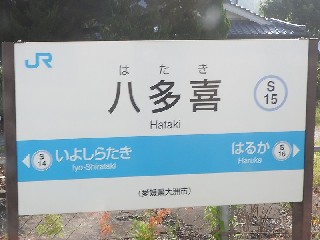 JR
はたき
八多喜
Hataki
S
15
S
14
いよしらたき
Iyo-Shirataki
はるか
Haruka
S
16
(愛媛県大洲市)